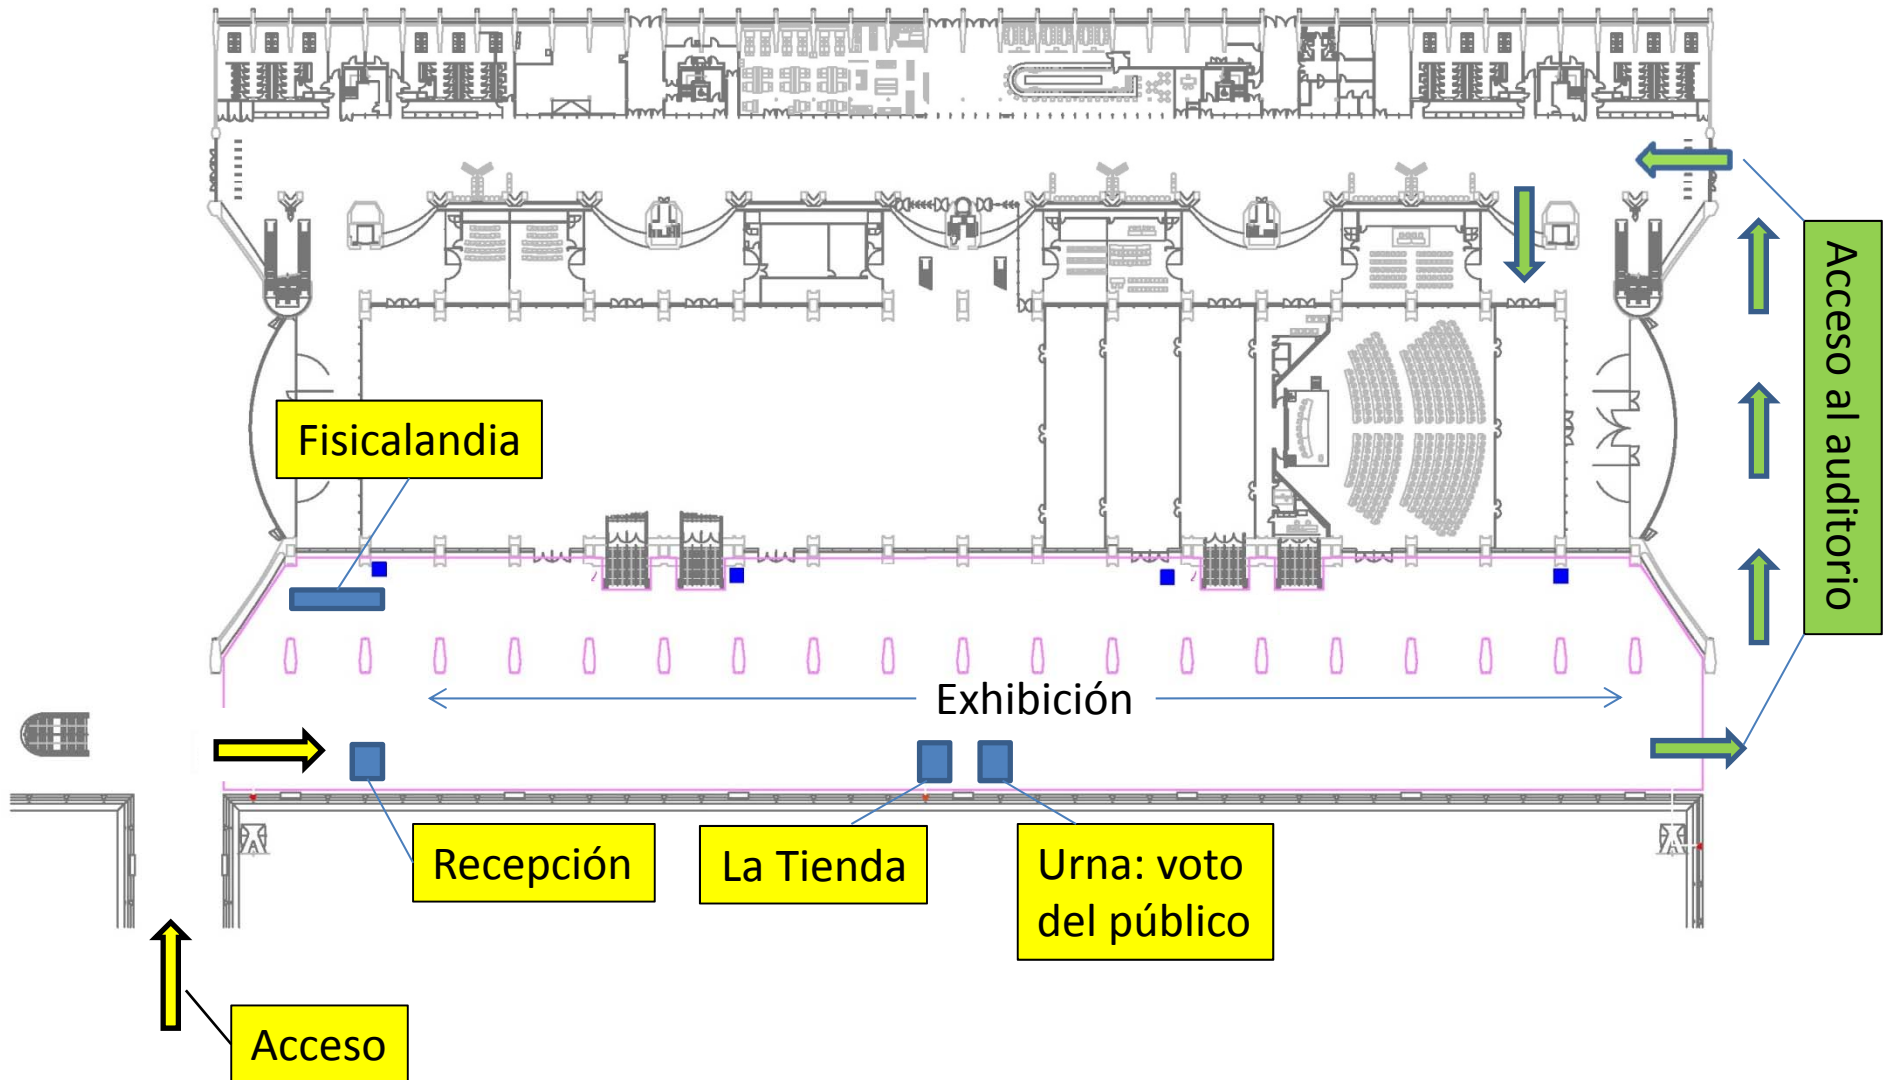 Acceso al auditorio
Fisicalandia
Exhibición
Recepción
La Tienda
Urna: voto
del público
Acceso